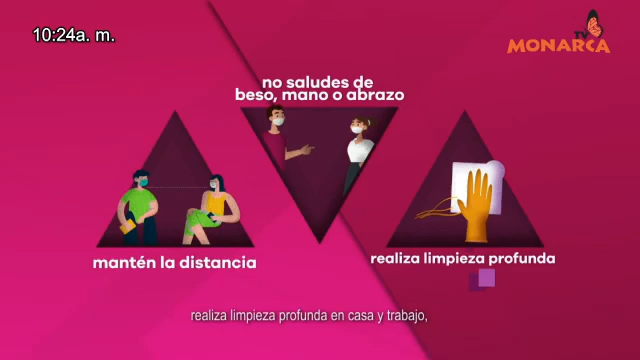 10:24a. m.
TV
MONARCA
no saludes de
beso, mano o abrazo
mantén la distancia
realiza limpieza profunda
realiza limpieza profunda en casa y trabajo,